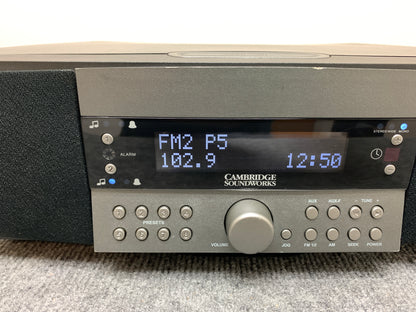 FM2 P5
STEREO/WIDE MONO
ALARM
102.9 12:50
CAMBRIDGE
SOUNDWORKS
AUX AUX-F - TUNE +
PRESETS
VOLUME FM 1/2 AM SEEK POWER